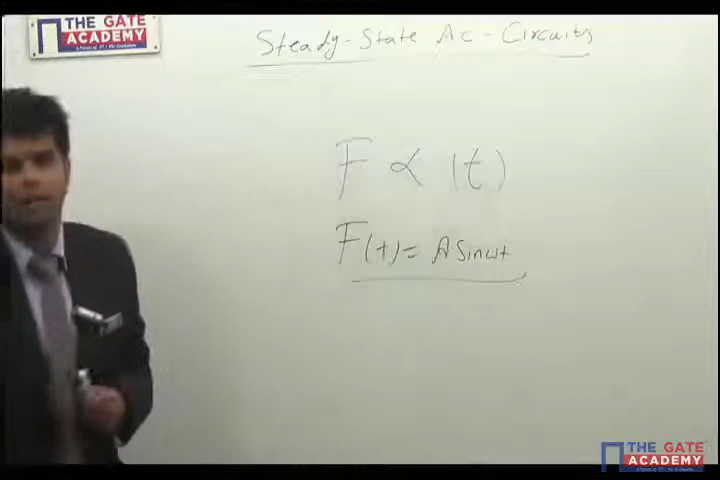 THE GATE
ACADEMY
Steady-State Ac-Circuits
F ∝ (t)
F(t)= A sinωt
THE GATE
ACADEMY